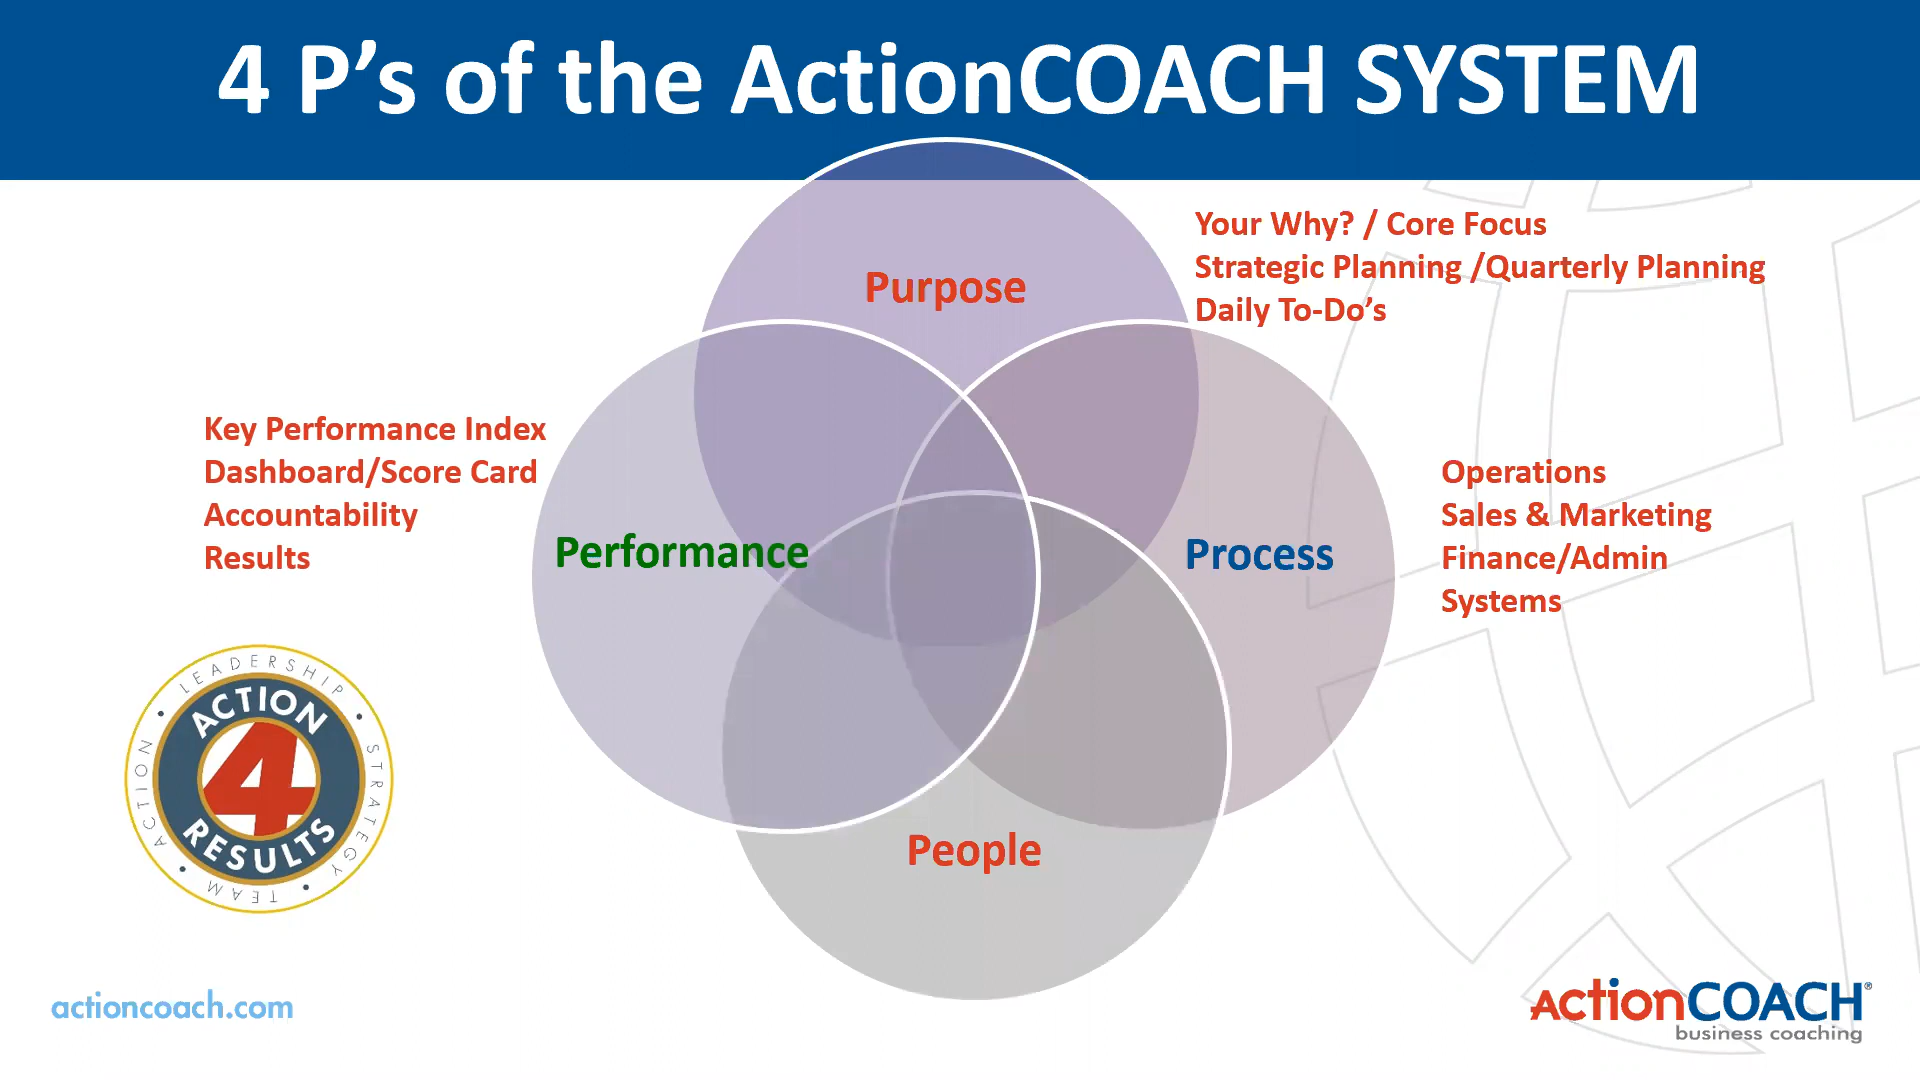 4 P’s of the ActionCOACH SYSTEM
Purpose
Your Why? / Core Focus
Strategic Planning /Quarterly Planning
Daily To-Do’s
Key Performance Index
Dashboard/Score Card
Accountability
Results
Performance
Process
Operations
Sales & Marketing
Finance/Admin
Systems
People
LEADERSHIP • STRATEGY • TEAM • ACTION •
ACTION
4
RESULTS
actioncoach.com
ActionCOACH®
business coaching